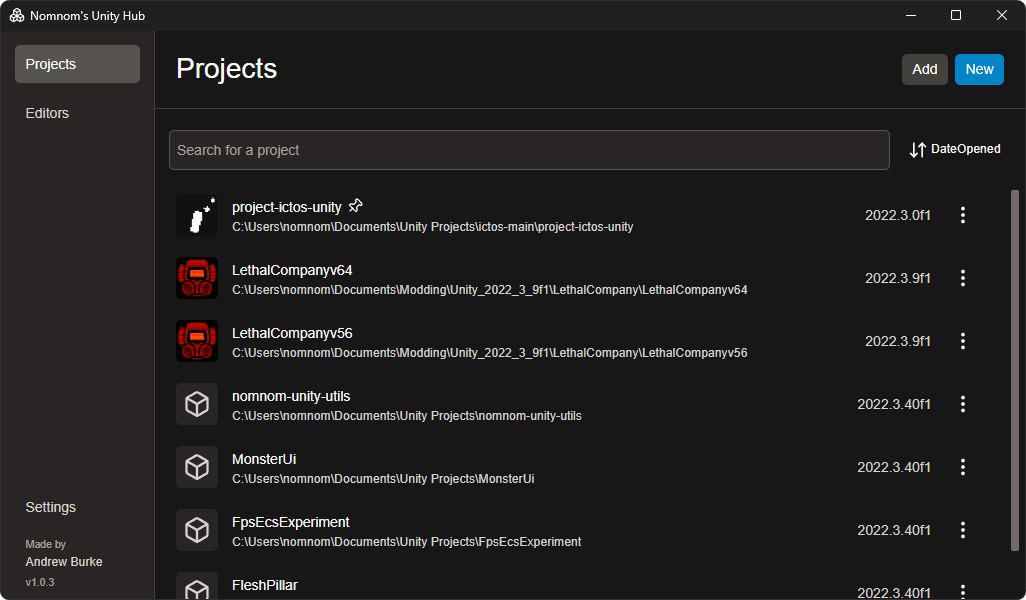 Nomnom's Unity Hub
Projects
Editors
Settings
Made by
Andrew Burke
v1.0.3
Projects
Add
New
Search for a project
DateOpened
project-ictos-unity
C:\Users\nomnom\Documents\Unity Projects\ictos-main\project-ictos-unity
2022.3.0f1
LethalCompanyv64
C:\Users\nomnom\Documents\Modding\Unity_2022_3_9f1\LethalCompany\LethalCompanyv64
2022.3.9f1
LethalCompanyv56
C:\Users\nomnom\Documents\Modding\Unity_2022_3_9f1\LethalCompany\LethalCompanyv56
2022.3.9f1
nomnom-unity-utils
C:\Users\nomnom\Documents\Unity Projects\nomnom-unity-utils
2022.3.40f1
MonsterUi
C:\Users\nomnom\Documents\Unity Projects\MonsterUi
2022.3.40f1
FpsEcsExperiment
C:\Users\nomnom\Documents\Unity Projects\FpsEcsExperiment
2022.3.40f1
FleshPillar
2022.3.40f1